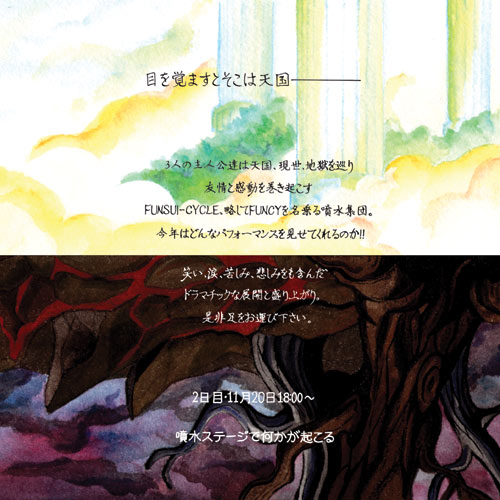 目を覚ますとそこは天国―――
3人の主人公達は天国、現世、地獄を巡り
友情と感動を巻き起こす
FUNSUI-CYCLE、略してFUNCYを名乗る噴水集団。
今年はどんなパフォーマンスを見せてくれるのか!!
笑い、涙、苦しみ、悲しみをも含んだ
ドラマチックな展開と盛り上がり。
是非足をお運び下さい。
2日目・11月20日18:00～
噴水ステージで何かが起こる